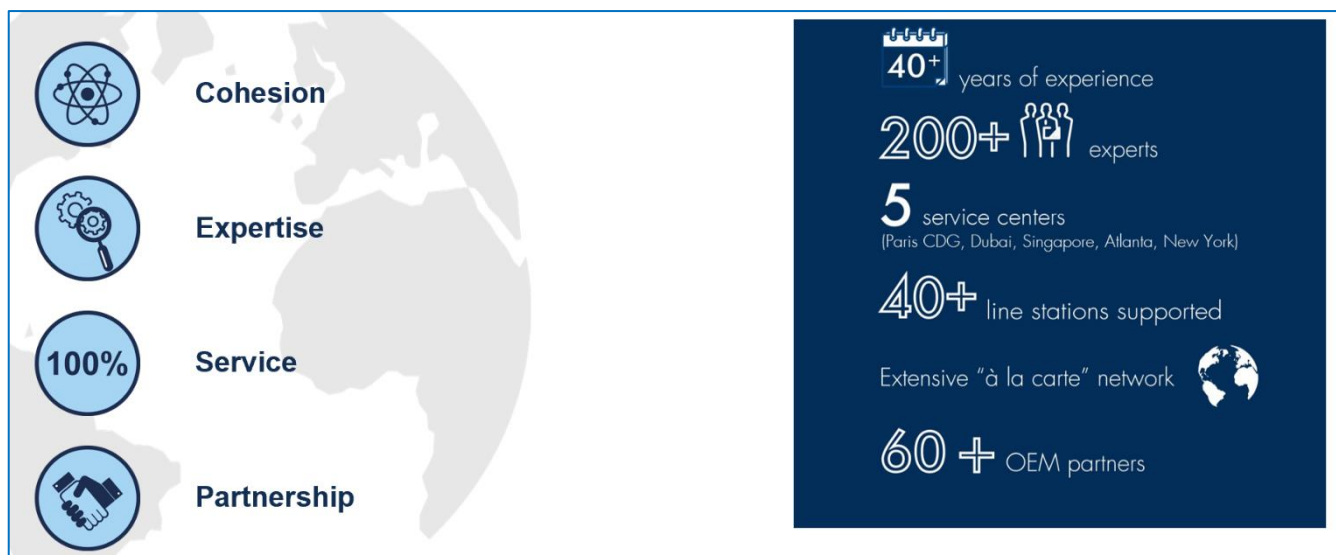 Cohesion
Expertise
100%
Service
Partnership
40+
years of experience
200+ experts
5 service centers
(Paris CDG, Dubai, Singapore, Atlanta, New York)
40+ line stations supported
Extensive “à la carte” network
60 + OEM partners